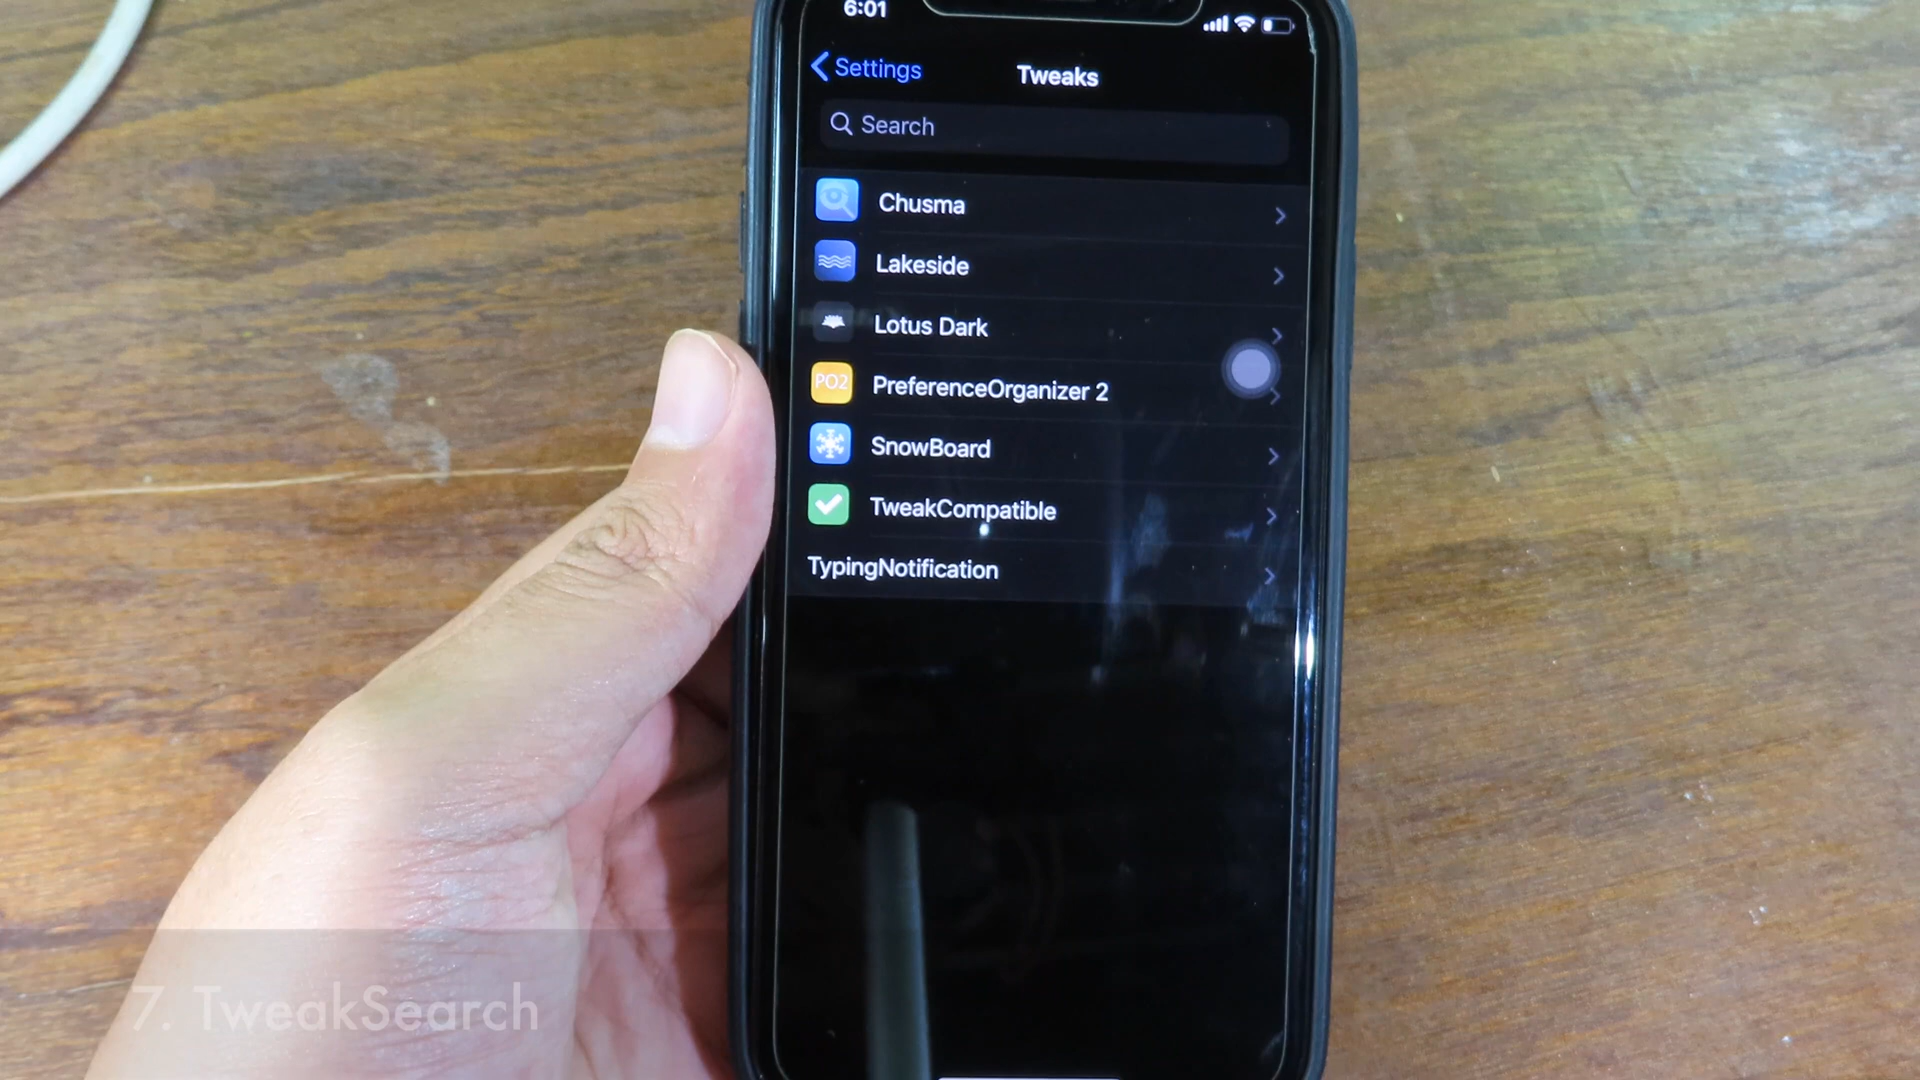 6:01
Settings
Tweaks
Search
Chusma
Lakeside
Lotus Dark
PO2 PreferenceOrganizer 2
SnowBoard
TweakCompatible
TypingNotification
7. TweakSearch